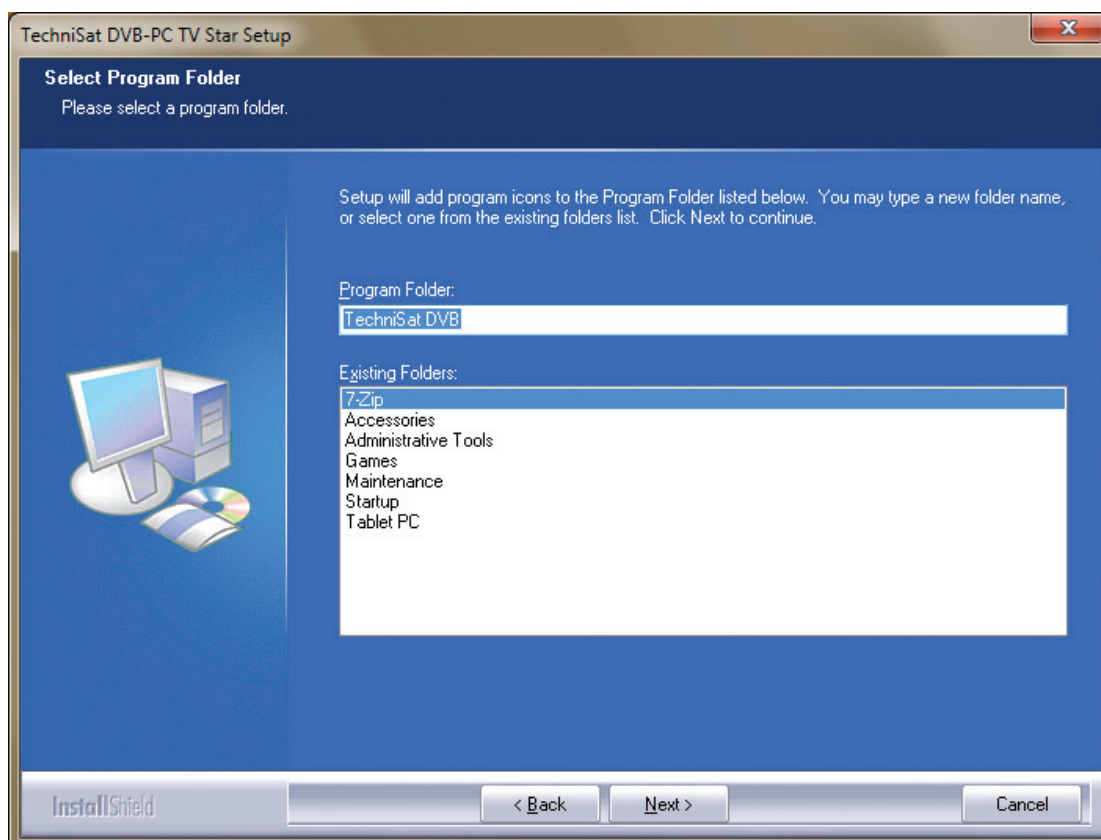 TechniSat DVB-PC TV Star Setup
Select Program Folder
Please select a program folder.
Setup will add program icons to the Program Folder listed below. You may type a new folder name,
or select one from the existing folders list. Click Next to continue.
Program Folder:
TechniSat DVB
Existing Folders:
7-Zip
Accessories
Administrative Tools
Games
Maintenance
Startup
Tablet PC
InstallShield
< Back
Next >
Cancel